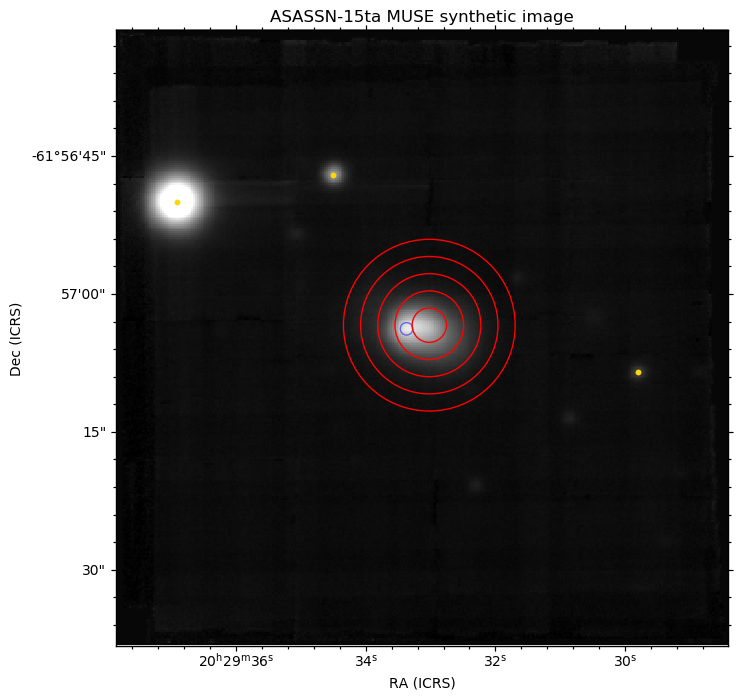 ASASSN-15ta MUSE synthetic image
-61°56'45"
57'00"
15"
30"
Dec (ICRS)
20ʰ29ᵐ36ˢ
34ˢ
32ˢ
30ˢ
RA (ICRS)